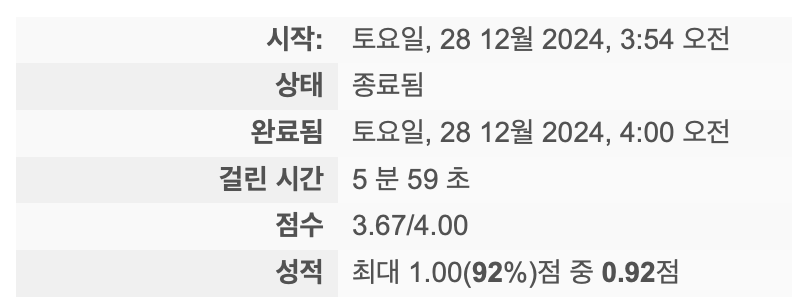 시작: 토요일, 28 12월 2024, 3:54 오전
상태 종료됨
완료됨 토요일, 28 12월 2024, 4:00 오전
걸린 시간 5 분 59 초
점수 3.67/4.00
성적 최대 1.00(92%)점 중 0.92점